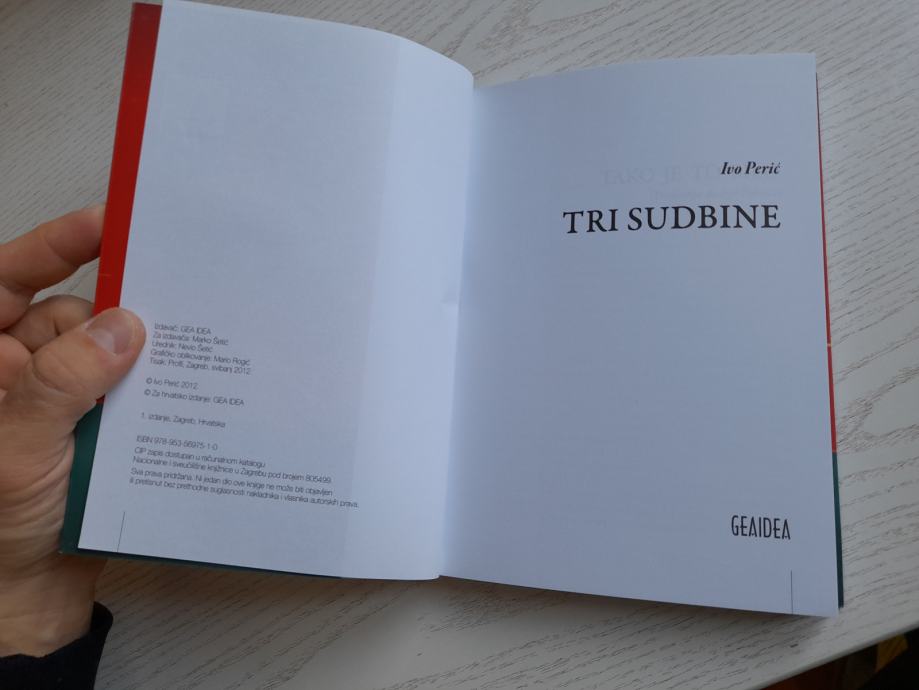 Izdavač: GEA IDEA
Za izdavača: Marko Šetić
Urednik: Nevio Šetić
Grafičko oblikovanje: Mario Rogić
Tisak: Profil, Zagreb, svibanj 2012.
© Ivo Perić 2012.
© Za hrvatsko izdanje: GEA IDEA
1. izdanje, Zagreb, Hrvatska
ISBN 978-953-56975-1-0
CIP zapis dostupan u računalnom katalogu
Nacionalne i sveučilišne knjižnice u Zagrebu pod brojem 805499.
Sva prava pridržana. Ni jedan dio ove knjige ne može biti objavljen
ili pretisnut bez prethodne suglasnosti nakladnika i vlasnika autorskih prava.
Ivo Perić
TRI SUDBINE
GEAIDEA